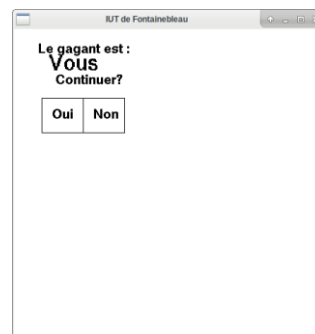 IUT de Fontainebleau
Le gagant est :
Vous
Continuer?
Oui Non